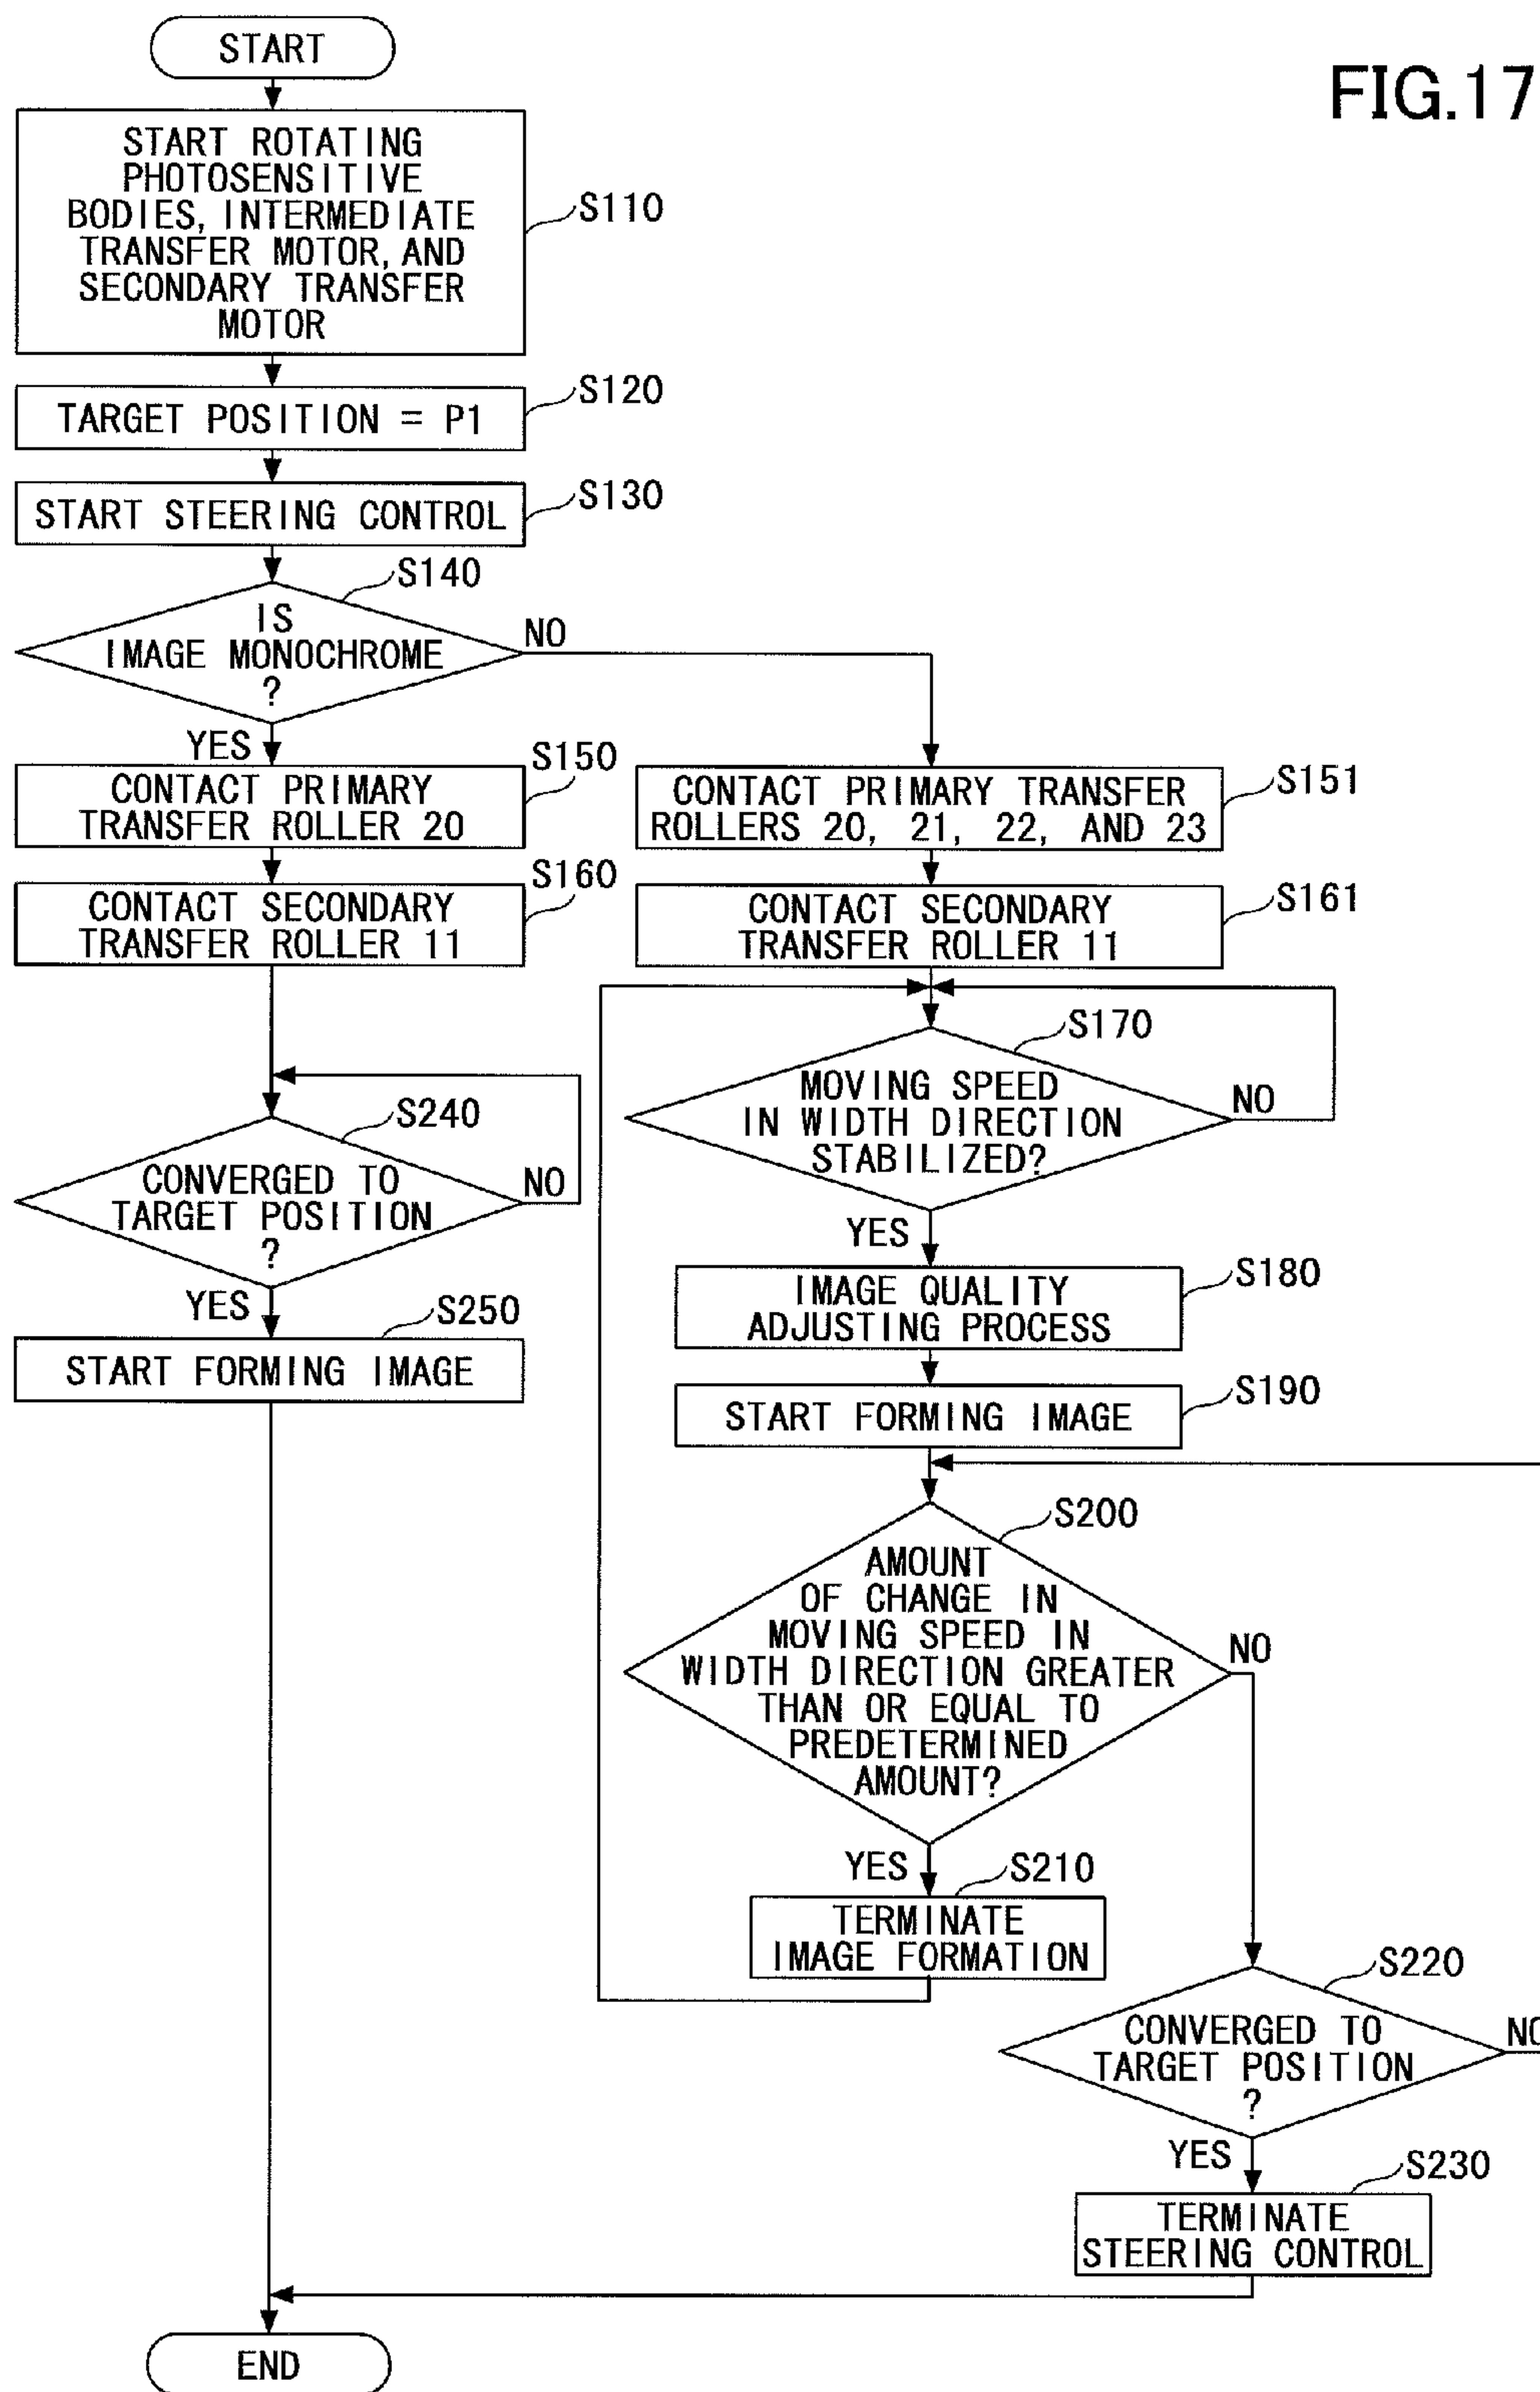 FIG.17
START
START ROTATING
PHOTOSENSITIVE
BODIES, INTERMEDIATE
TRANSFER MOTOR, AND
SECONDARY TRANSFER
MOTOR
S110
TARGET POSITION = P1
S120
START STEERING CONTROL
S130
S140
IS
IMAGE MONOCHROME
?
NO
YES
CONTACT PRIMARY
TRANSFER ROLLER 20
S150
CONTACT SECONDARY
TRANSFER ROLLER 11
S160
S240
CONVERGED TO
TARGET POSITION
?
NO
YES
S250
START FORMING IMAGE
CONTACT PRIMARY TRANSFER
ROLLERS 20, 21, 22, AND 23
S151
CONTACT SECONDARY
TRANSFER ROLLER 11
S161
S170
MOVING SPEED
IN WIDTH DIRECTION
STABILIZED?
NO
YES
IMAGE QUALITY
ADJUSTING PROCESS
S180
START FORMING IMAGE
S190
S200
AMOUNT
OF CHANGE IN
MOVING SPEED IN
WIDTH DIRECTION GREATER
THAN OR EQUAL TO
PREDETERMINED
AMOUNT?
NO
YES
S210
TERMINATE
IMAGE FORMATION
S220
CONVERGED TO
TARGET POSITION
?
NO
YES
S230
TERMINATE
STEERING CONTROL
END